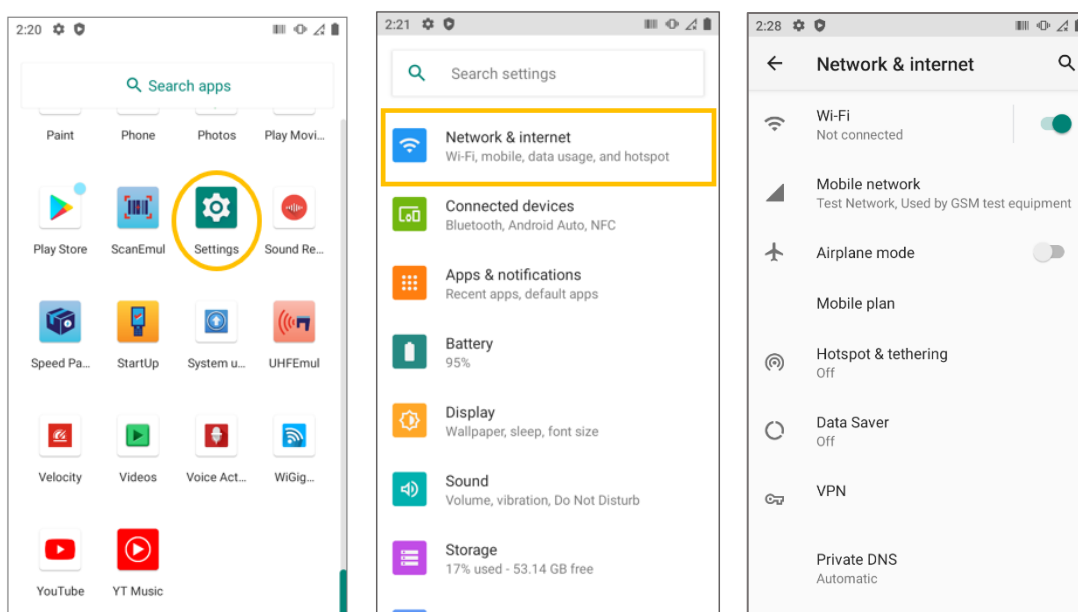 2:20
Search apps
Paint Phone Photos Play Movi...
Play Store ScanEmul Settings Sound Re...
Speed Pa... StartUp System u... UHFEmul
Velocity Videos Voice Act... WiGig...
YouTube YT Music
2:21
Search settings
Network & internet
Wi-Fi, mobile, data usage, and hotspot
Connected devices
Bluetooth, Android Auto, NFC
Apps & notifications
Recent apps, default apps
Battery
95%
Display
Wallpaper, sleep, font size
Sound
Volume, vibration, Do Not Disturb
Storage
17% used - 53.14 GB free
2:28
Network & internet
Wi-Fi
Not connected
Mobile network
Test Network, Used by GSM test equipment
Airplane mode
Mobile plan
Hotspot & tethering
Off
Data Saver
Off
VPN
Private DNS
Automatic